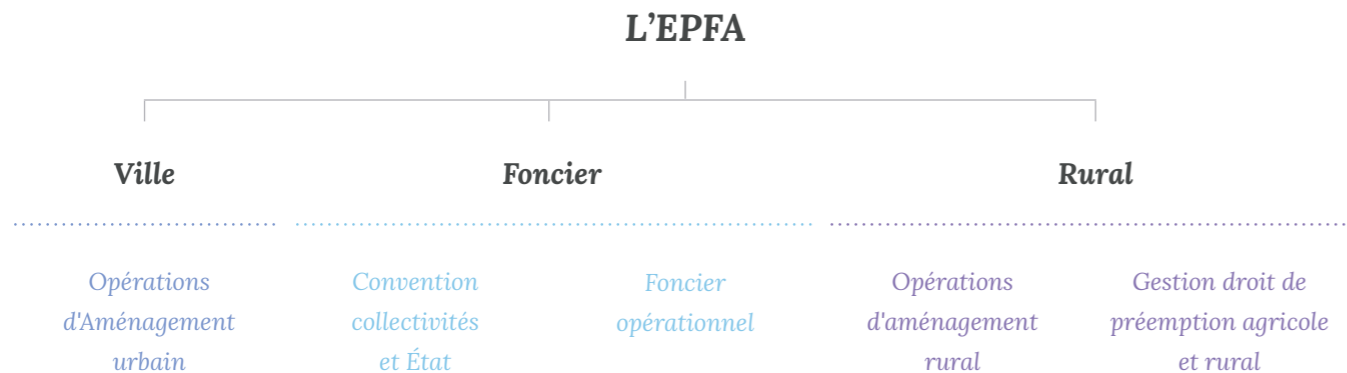 L’EPFA
Ville
Foncier
Rural
Opérations
d'Aménagement
urbain
Convention
collectivités
et État
Foncier
opérationnel
Opérations
d'aménagement
rural
Gestion droit de
préemption agricole
et rural